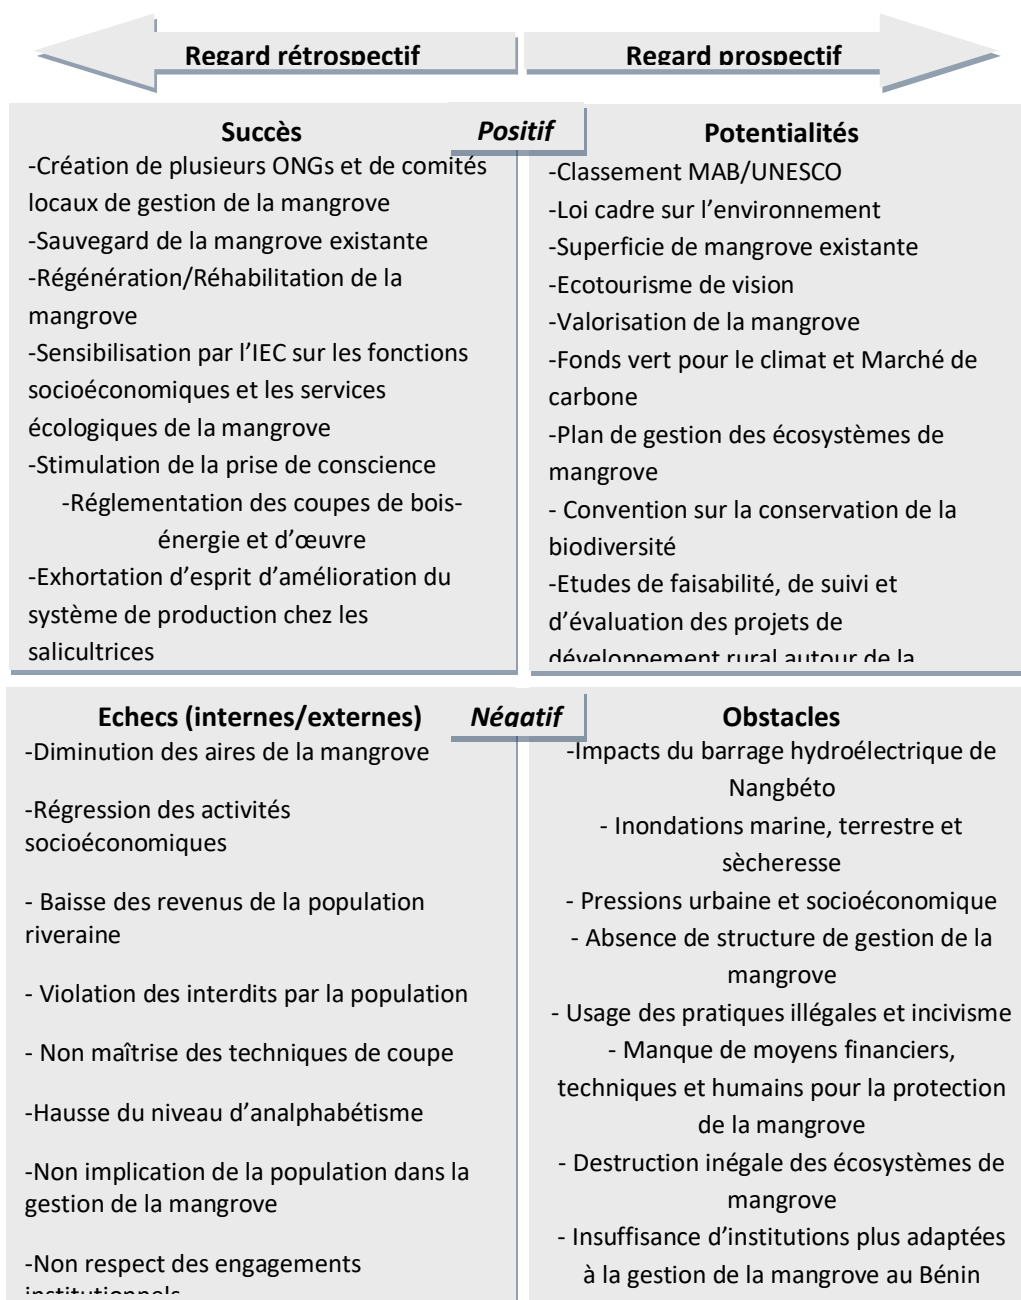 Regard rétrospectif
Regard prospectif
Succès
Positif
-Création de plusieurs ONGs et de comités
locaux de gestion de la mangrove
-Sauvegard de la mangrove existante
-Régénération/Réhabilitation de la
mangrove
-Sensibilisation par l’IEC sur les fonctions
socioéconomiques et les services
écologiques de la mangrove
-Stimulation de la prise de conscience
-Réglementation des coupes de bois-
énergie et d’œuvre
-Exhortation d’esprit d’amélioration du
système de production chez les
salicultrices
Potentialités
-Classement MAB/UNESCO
-Loi cadre sur l’environnement
-Superficie de mangrove existante
-Ecotourisme de vision
-Valorisation de la mangrove
-Fonds vert pour le climat et Marché de
carbone
-Plan de gestion des écosystèmes de
mangrove
- Convention sur la conservation de la
biodiversité
-Etudes de faisabilité, de suivi et
d’évaluation des projets de
développement rural autour de la
Echecs (internes/externes)
Négatif
-Diminution des aires de la mangrove
-Régression des activités
socioéconomiques
- Baisse des revenus de la population
riveraine
- Violation des interdits par la population
- Non maîtrise des techniques de coupe
-Hausse du niveau d’analphabétisme
-Non implication de la population dans la
gestion de la mangrove
-Non respect des engagements
institutionnels
Obstacles
-Impacts du barrage hydroélectrique de
Nangbéto
- Inondations marine, terrestre et
sècheresse
- Pressions urbaine et socioéconomique
- Absence de structure de gestion de la
mangrove
- Usage des pratiques illégales et incivisme
- Manque de moyens financiers,
techniques et humains pour la protection
de la mangrove
- Destruction inégale des écosystèmes de
mangrove
- Insuffisance d’institutions plus adaptées
à la gestion de la mangrove au Bénin